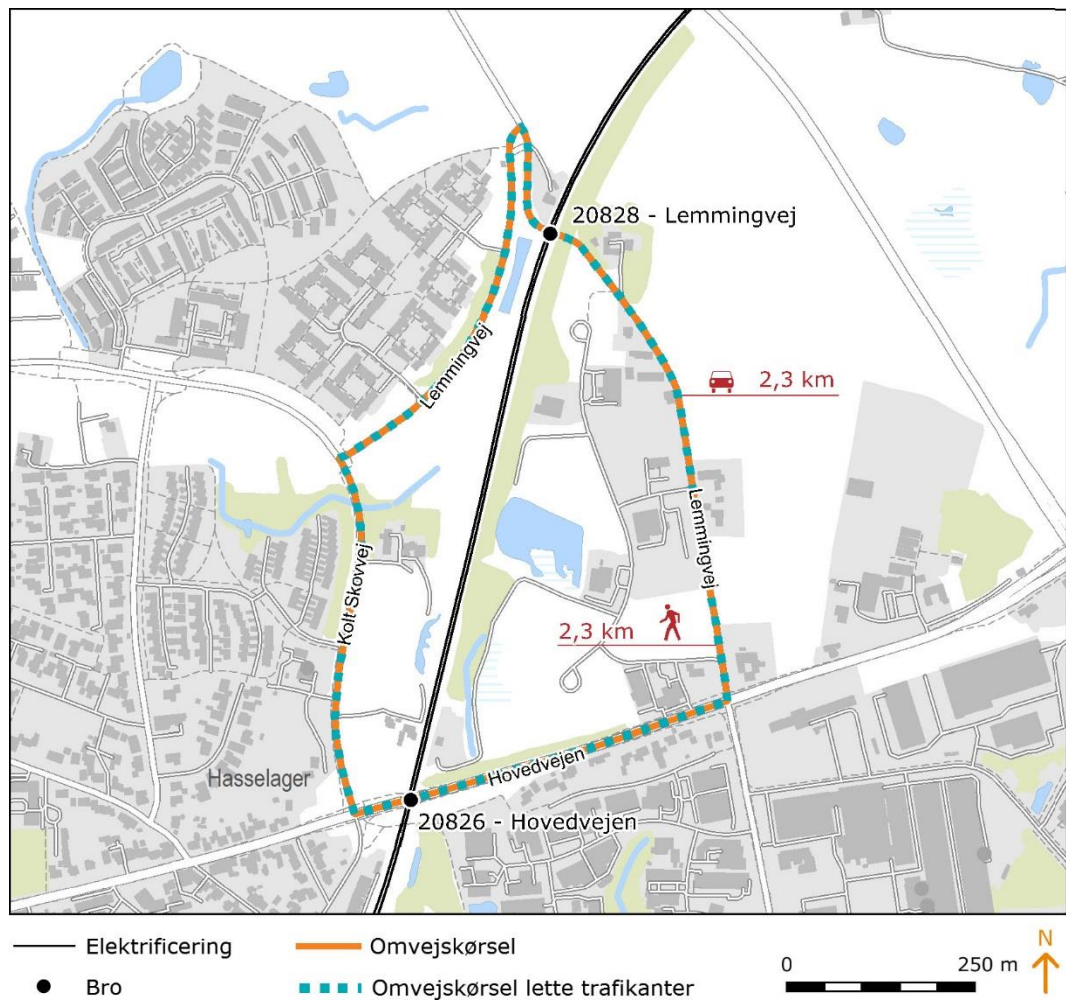 20828 - Lemmingvej
Lemmingvej
2,3 km
Lemmingvej
Kolt Skovvej
2,3 km
Hovedvejen
Hasselager
20826 - Hovedvejen
Elektrificering
Omvejskørsel
N
Bro
Omvejskørsel lette trafikanter
0
250 m